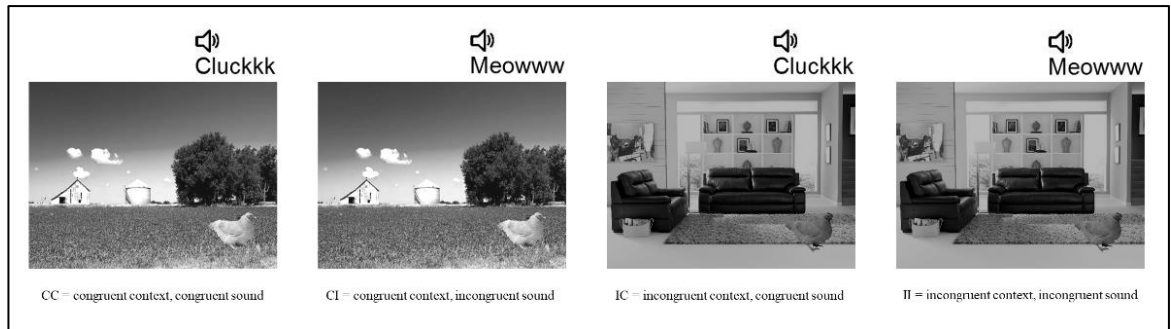 Cluckkk
Meowww
Cluckkk
Meowww
CC = congruent context, congruent sound
CI = congruent context, incongruent sound
IC = incongruent context, congruent sound
II = incongruent context, incongruent sound